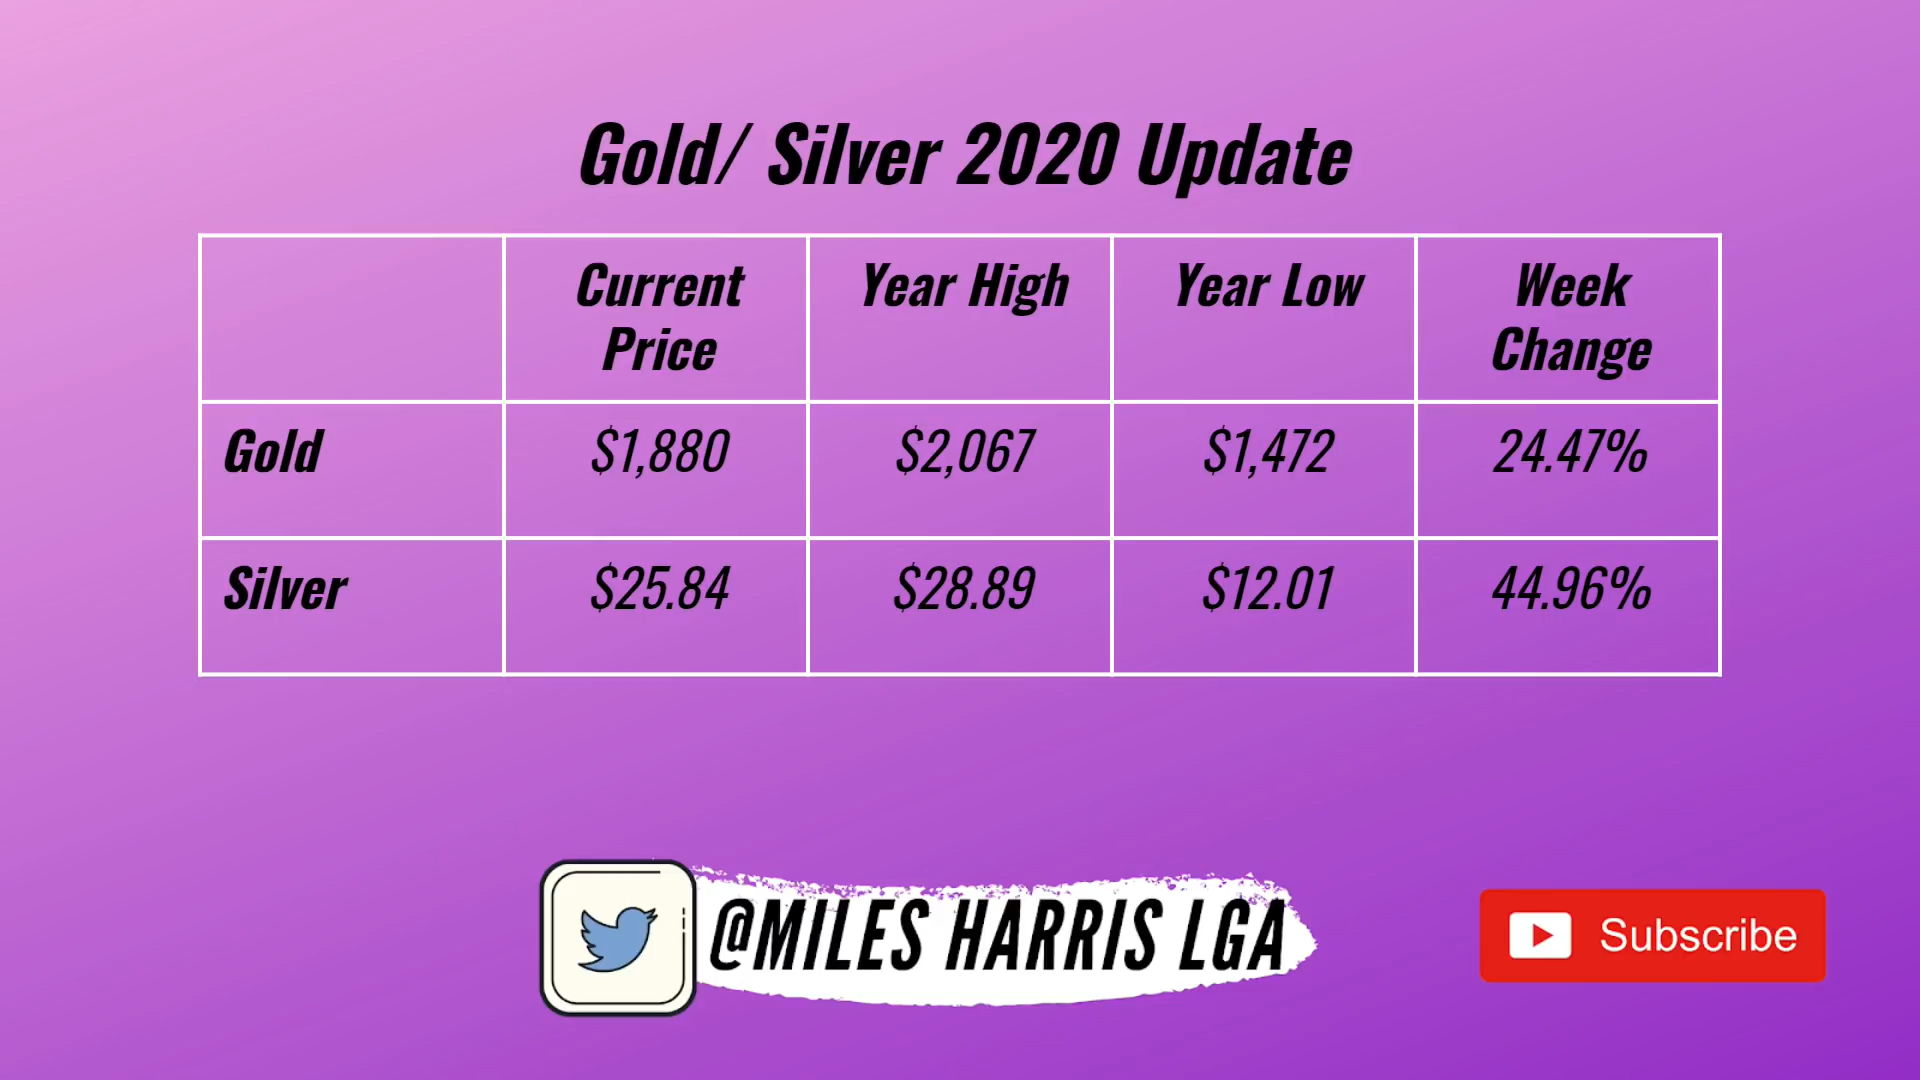 Gold/ Silver 2020 Update
Current Price Year High Year Low Week Change
Gold $1,880 $2,067 $1,472 24.47%
Silver $25.84 $28.89 $12.01 44.96%
@MILES HARRIS LGA
Subscribe